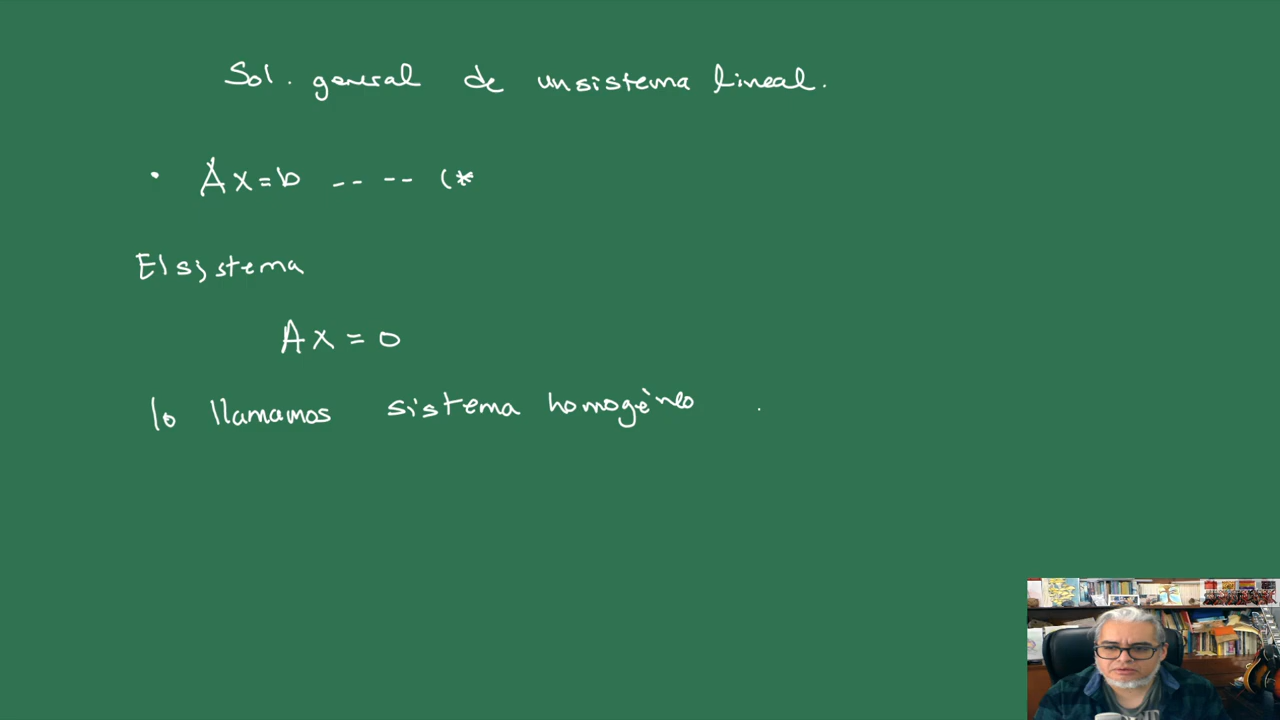 Sol. general de un sistema lineal.
• Ax=b -- -- (*
El sistema
Ax = 0
lo llamamos sistema homogéneo